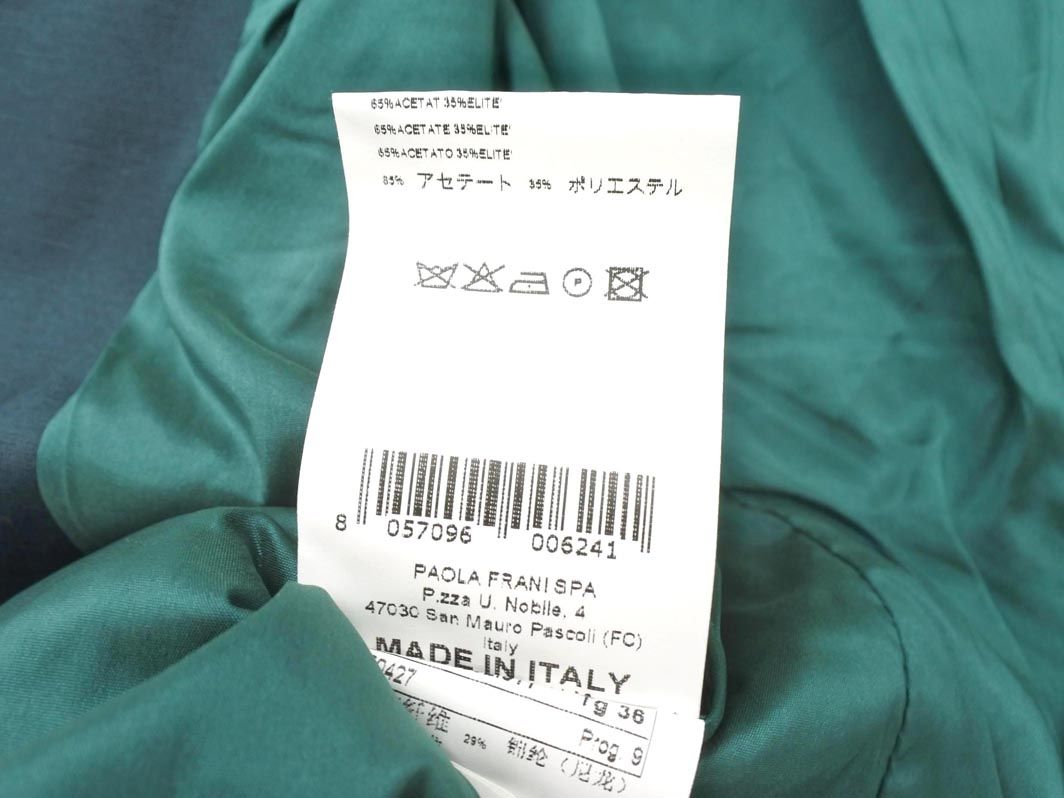 65%ACETAT 35%ELITE'
65%ACETATE 35%ELITE'
65%ACETATO 35%ELITE'
65% アセテート 35% ポリエステル
P
8 057096 006241
PAOLA FRANI SPA
P.zza U. Nobile, 4
47030 San Mauro Pascoli (FC)
Italy
MADE IN ITALY
0427
Tg 36
Prog. 9
29%